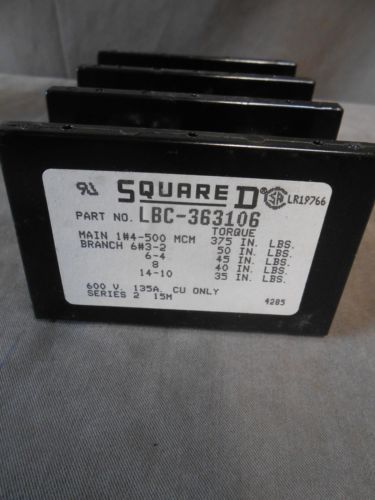 SQUARE D®
LR19766
PART NO. LBC-363106
TORQUE
MAIN 1#4-500 MCM 375 IN. LBS.
BRANCH 6#3-2 50 IN. LBS.
6-4 45 IN. LBS.
8 40 IN. LBS.
14-10 35 IN. LBS.
600 V. 135A. CU ONLY
SERIES 2 15M
4285